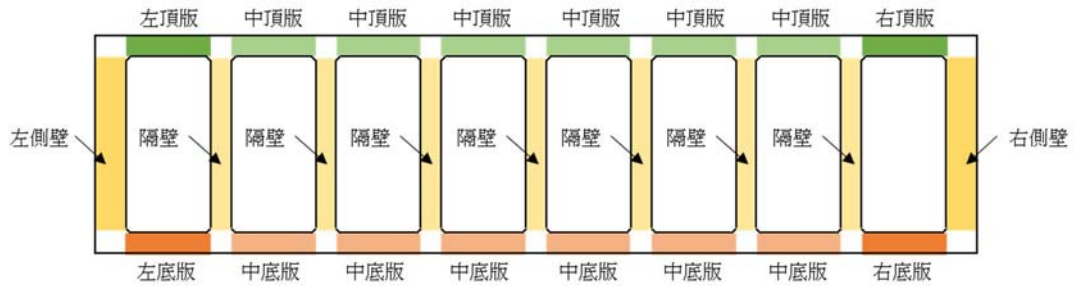 左頂版 中頂版 中頂版 中頂版 中頂版 中頂版 中頂版 右頂版
左側壁 隔壁 隔壁 隔壁 隔壁 隔壁 隔壁 隔壁 右側壁
左底版 中底版 中底版 中底版 中底版 中底版 中底版 右底版